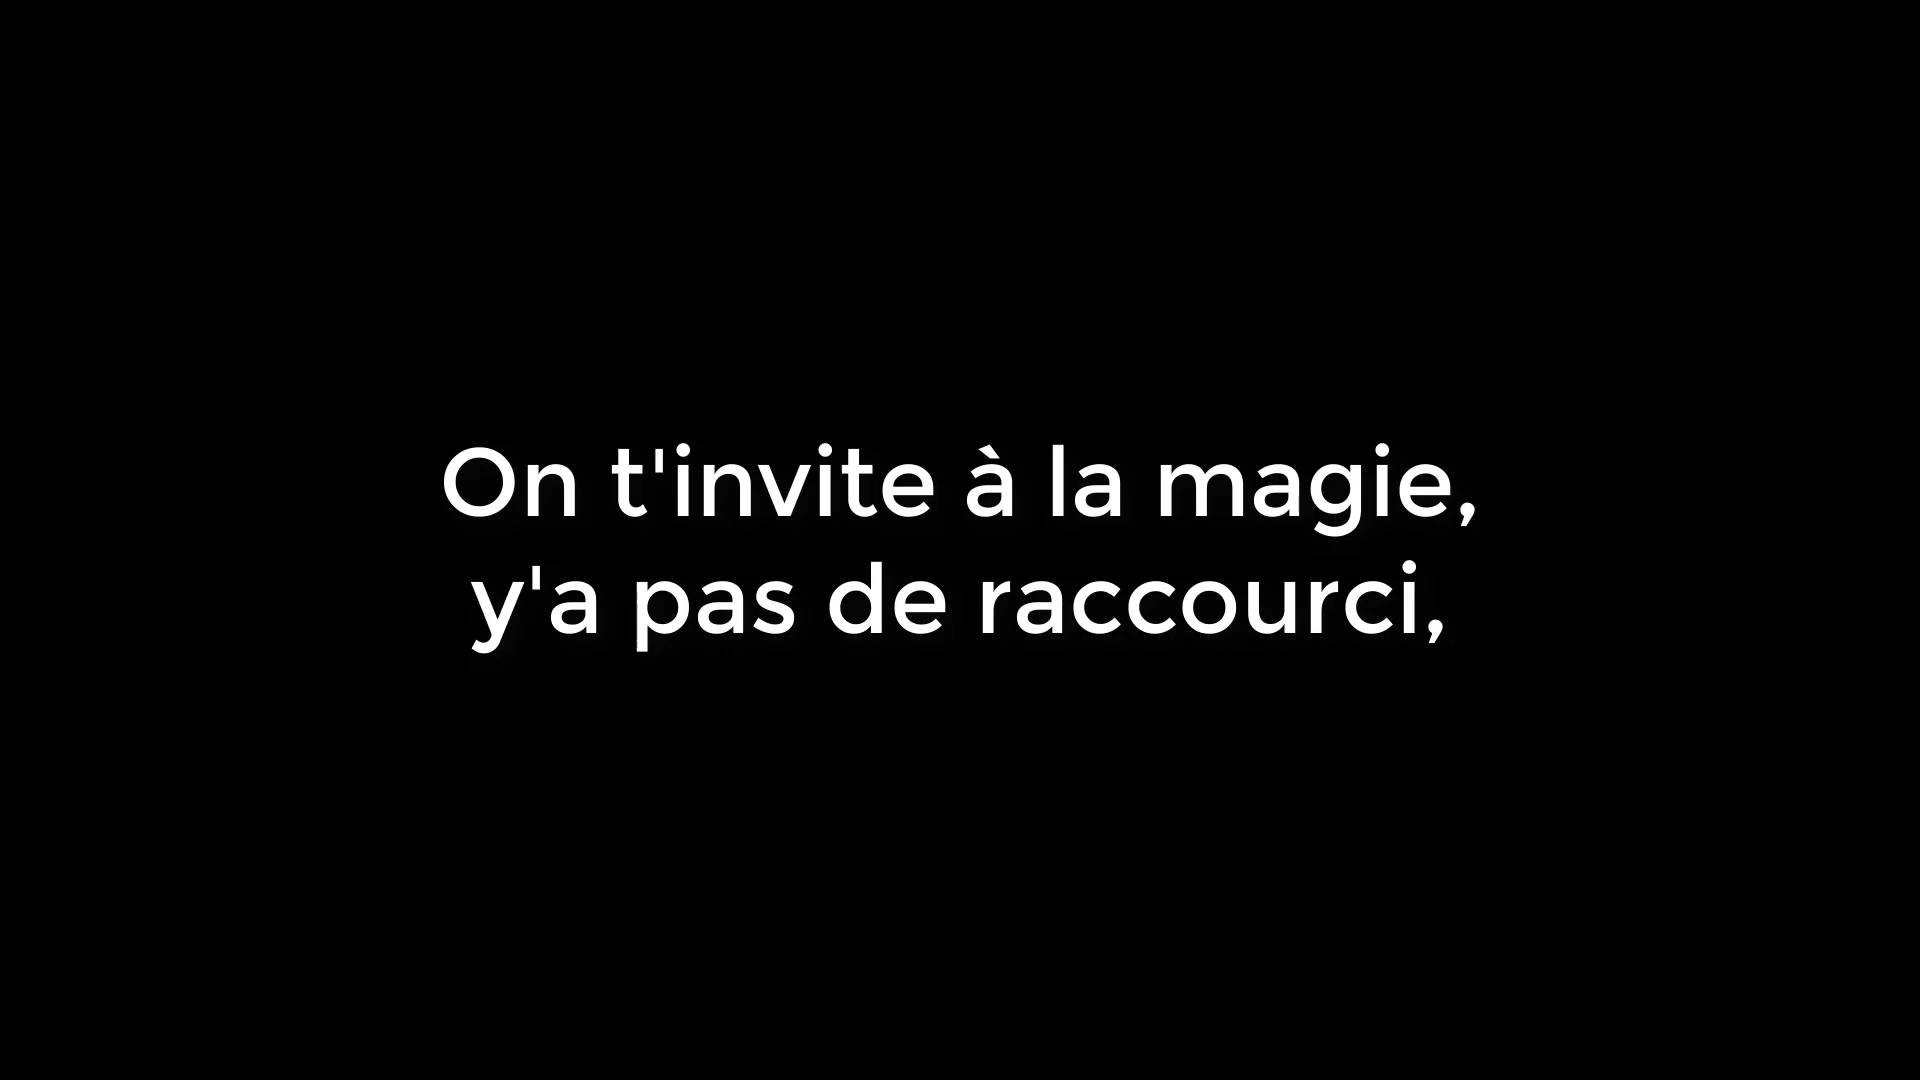 On t'invite à la magie,
y'a pas de raccourci,